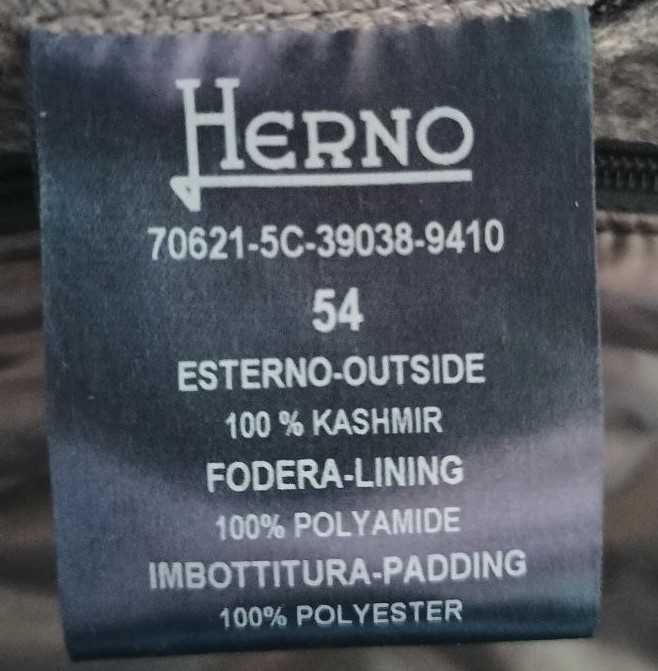 HERNO
70621-5C-39038-9410
54
ESTERNO-OUTSIDE
100 % KASHMIR
FODERA-LINING
100% POLYAMIDE
IMBOTTITURA-PADDING
100% POLYESTER